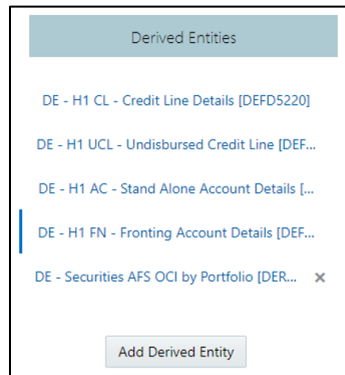 Derived Entities
DE - H1 CL - Credit Line Details [DEFD5220]
DE - H1 UCL - Undisbursed Credit Line [DEF...
DE - H1 AC - Stand Alone Account Details [...
DE - H1 FN - Fronting Account Details [DEF...
DE - Securities AFS OCI by Portfolio [DER... ×
Add Derived Entity